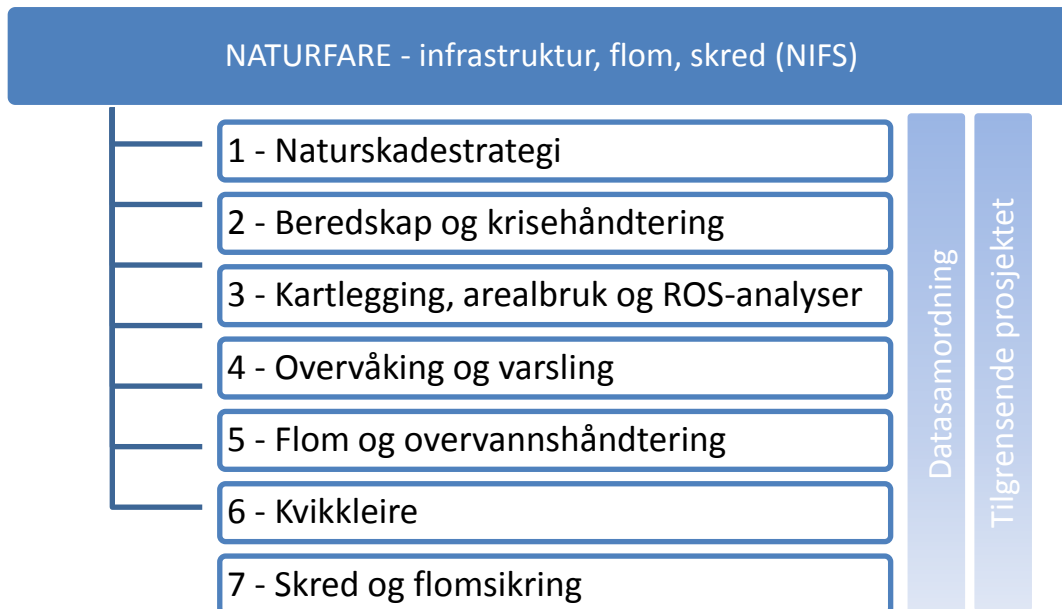 NATURFARE - infrastruktur, flom, skred (NIFS)
1 - Naturskadestrategi
2 - Beredskap og krisehåndtering
3 - Kartlegging, arealbruk og ROS-analyser
4 - Overvåking og varsling
5 - Flom og overvannshåndtering
6 - Kvikkleire
7 - Skred og flomsikring
Datasamordning
Tilgrensende prosjektet